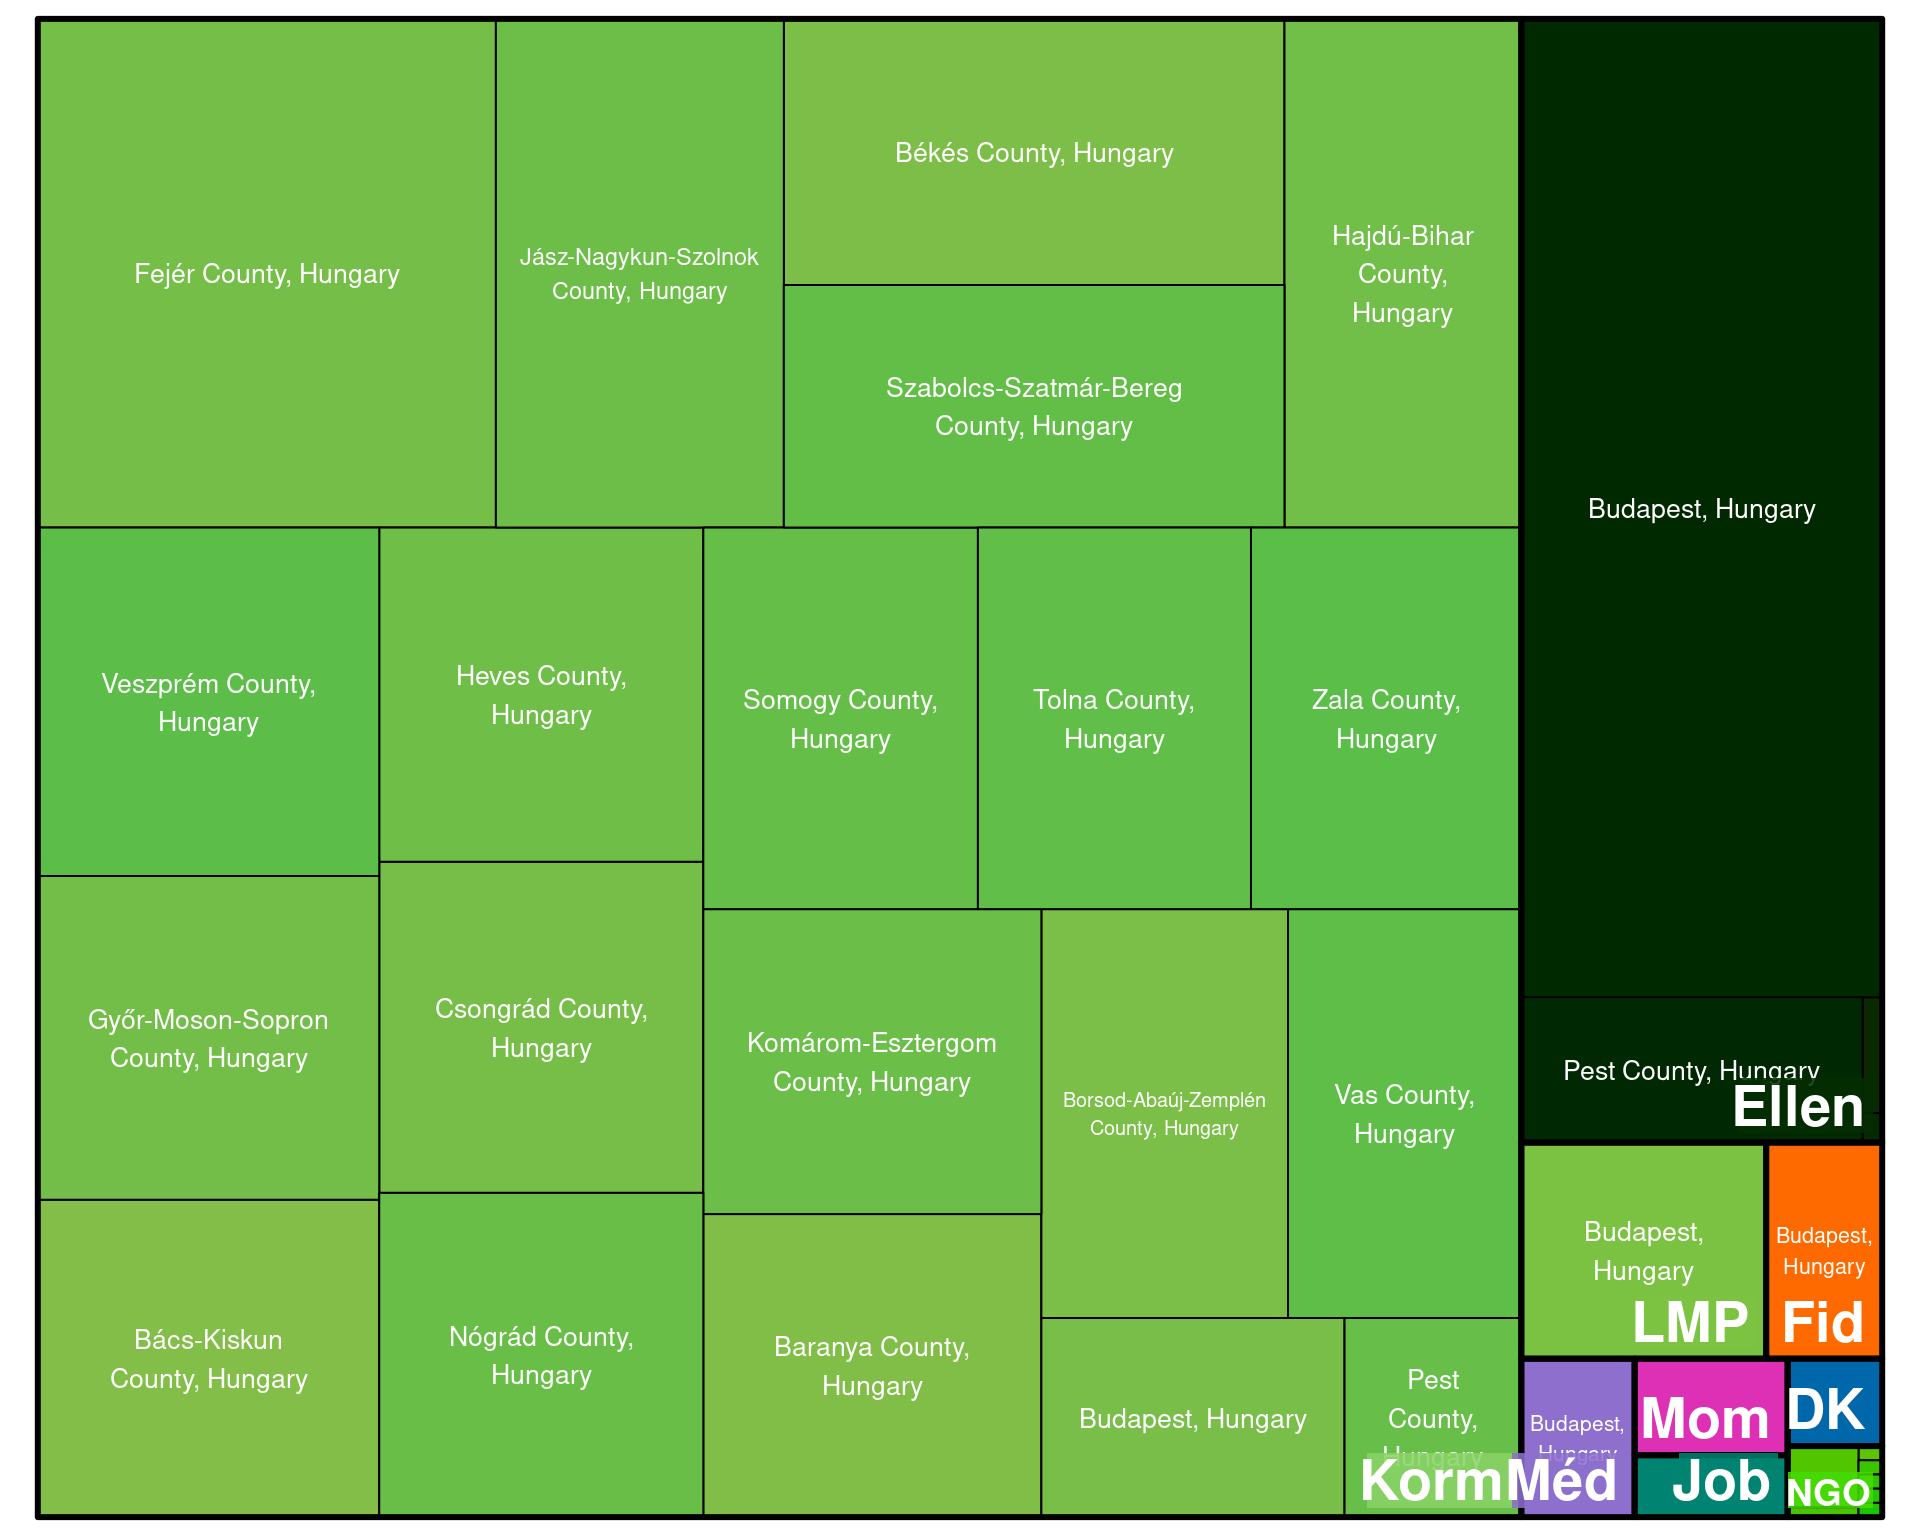 Fejér County, Hungary
Jász-Nagykun-Szolnok
County, Hungary
Békés County, Hungary
Szabolcs-Szatmár-Bereg
County, Hungary
Hajdú-Bihar
County,
Hungary
Budapest, Hungary
Veszprém County,
Hungary
Heves County,
Hungary
Somogy County,
Hungary
Tolna County,
Hungary
Zala County,
Hungary
Győr-Moson-Sopron
County, Hungary
Csongrád County,
Hungary
Komárom-Esztergom
County, Hungary
Borsod-Abaúj-Zemplén
County, Hungary
Vas County,
Hungary
Pest County, Hungary
Ellen
Budapest,
Hungary
LMP
Budapest,
Hungary
Fid
Bács-Kiskun
County, Hungary
Nógrád County,
Hungary
Baranya County,
Hungary
Budapest, Hungary
Pest
County,
Hungary
Korm
Budapest,
Hungary
Méd
Mom
DK
Job
NGO